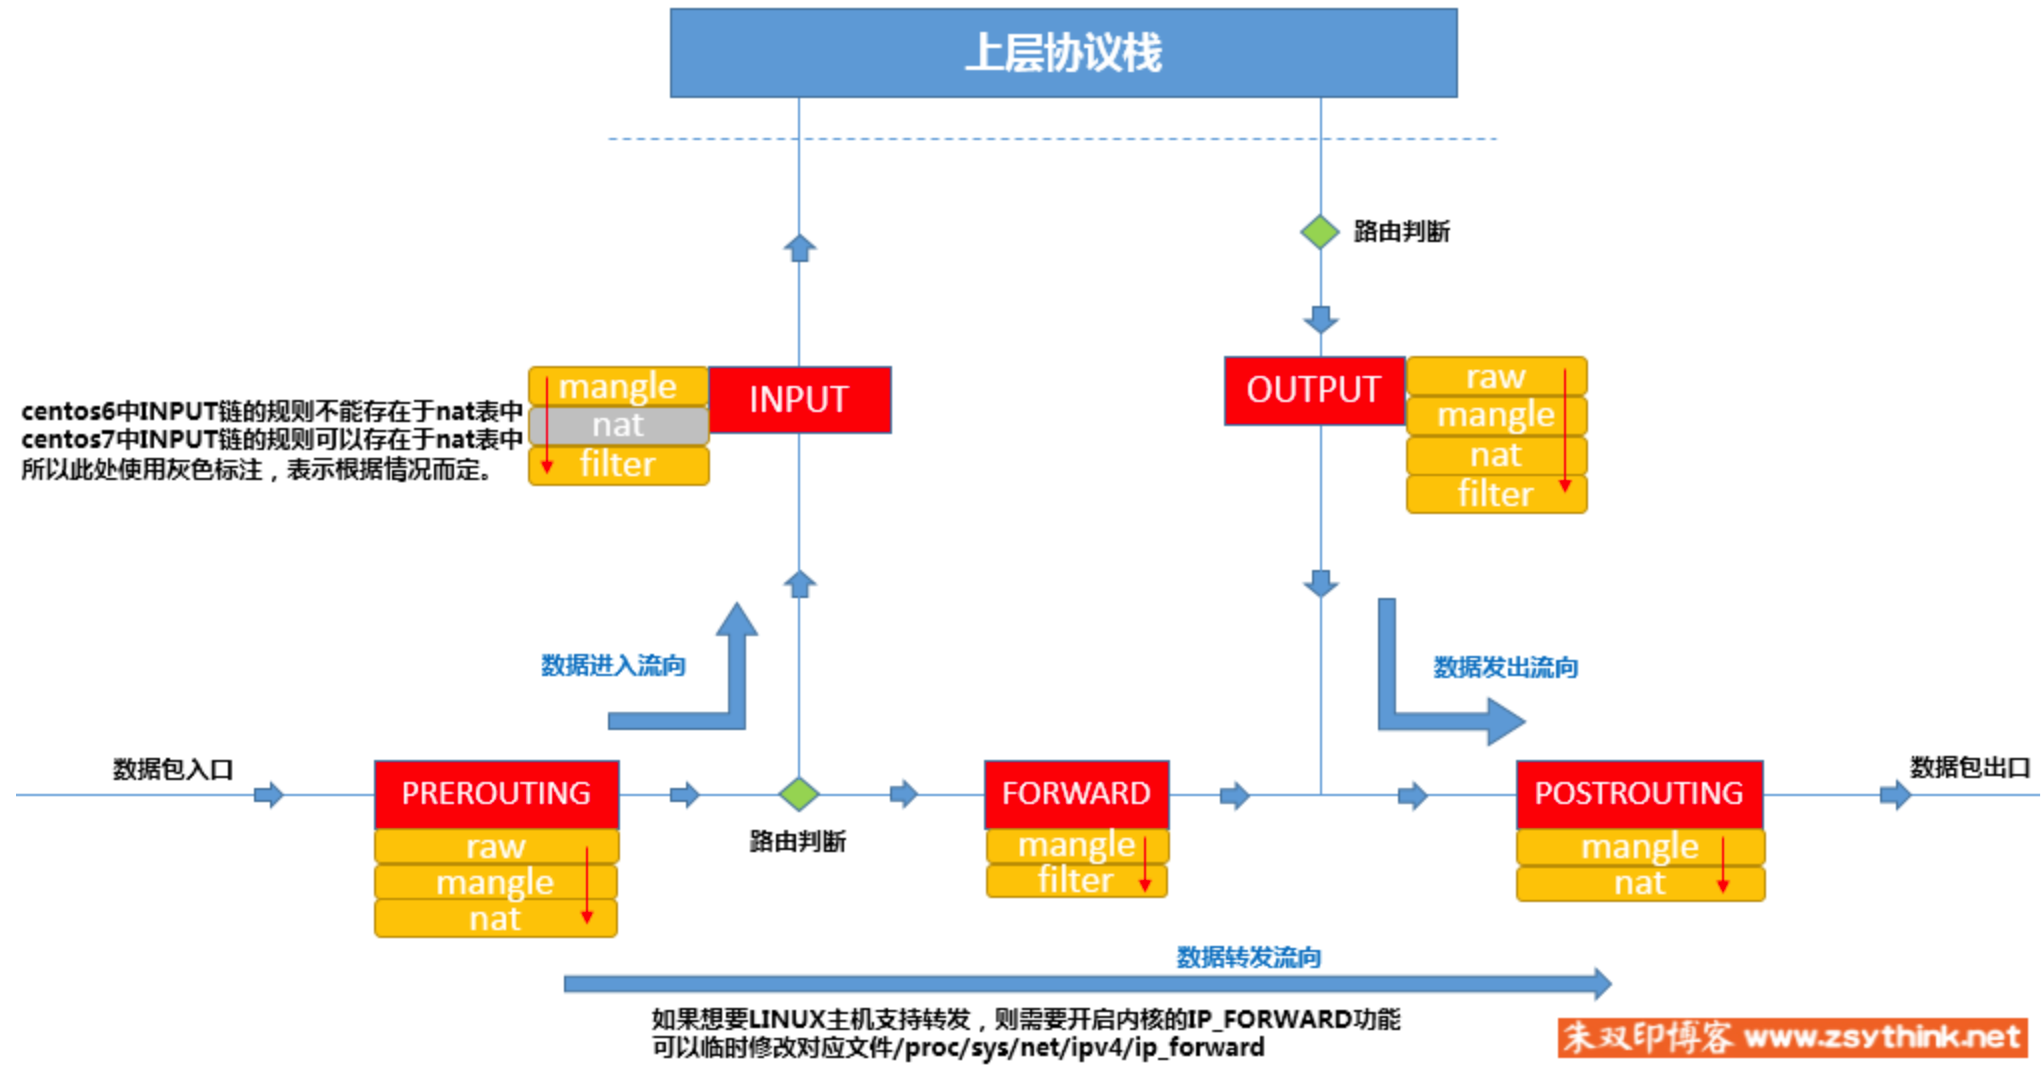 上层协议栈
路由判断
mangle
nat
filter
INPUT
OUTPUT
raw
mangle
nat
filter
centos6中INPUT链的规则不能存在于nat表中
centos7中INPUT链的规则可以存在于nat表中
所以此处使用灰色标注，表示根据情况而定。
数据进入流向
数据发出流向
数据包入口
PREROUTING
raw
mangle
nat
路由判断
FORWARD
mangle
filter
POSTROUTING
mangle
nat
数据包出口
数据转发流向
如果想要LINUX主机支持转发，则需要开启内核的IP_FORWARD功能
可以临时修改对应文件/proc/sys/net/ipv4/ip_forward
朱双印博客 www.zsythink.net